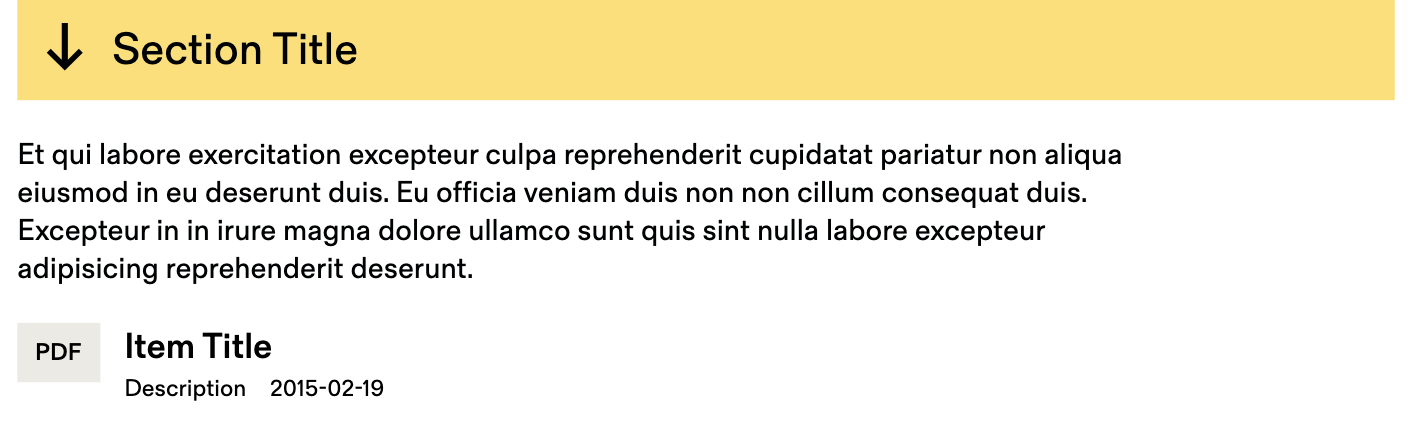 Section Title
Et qui labore exercitation excepteur culpa reprehenderit cupidatat pariatur non aliqua
eiusmod in eu deserunt duis. Eu officia veniam duis non non cillum consequat duis.
Excepteur in in irure magna dolore ullamco sunt quis sint nulla labore excepteur
adipisicing reprehenderit deserunt.
PDF Item Title
Description 2015-02-19